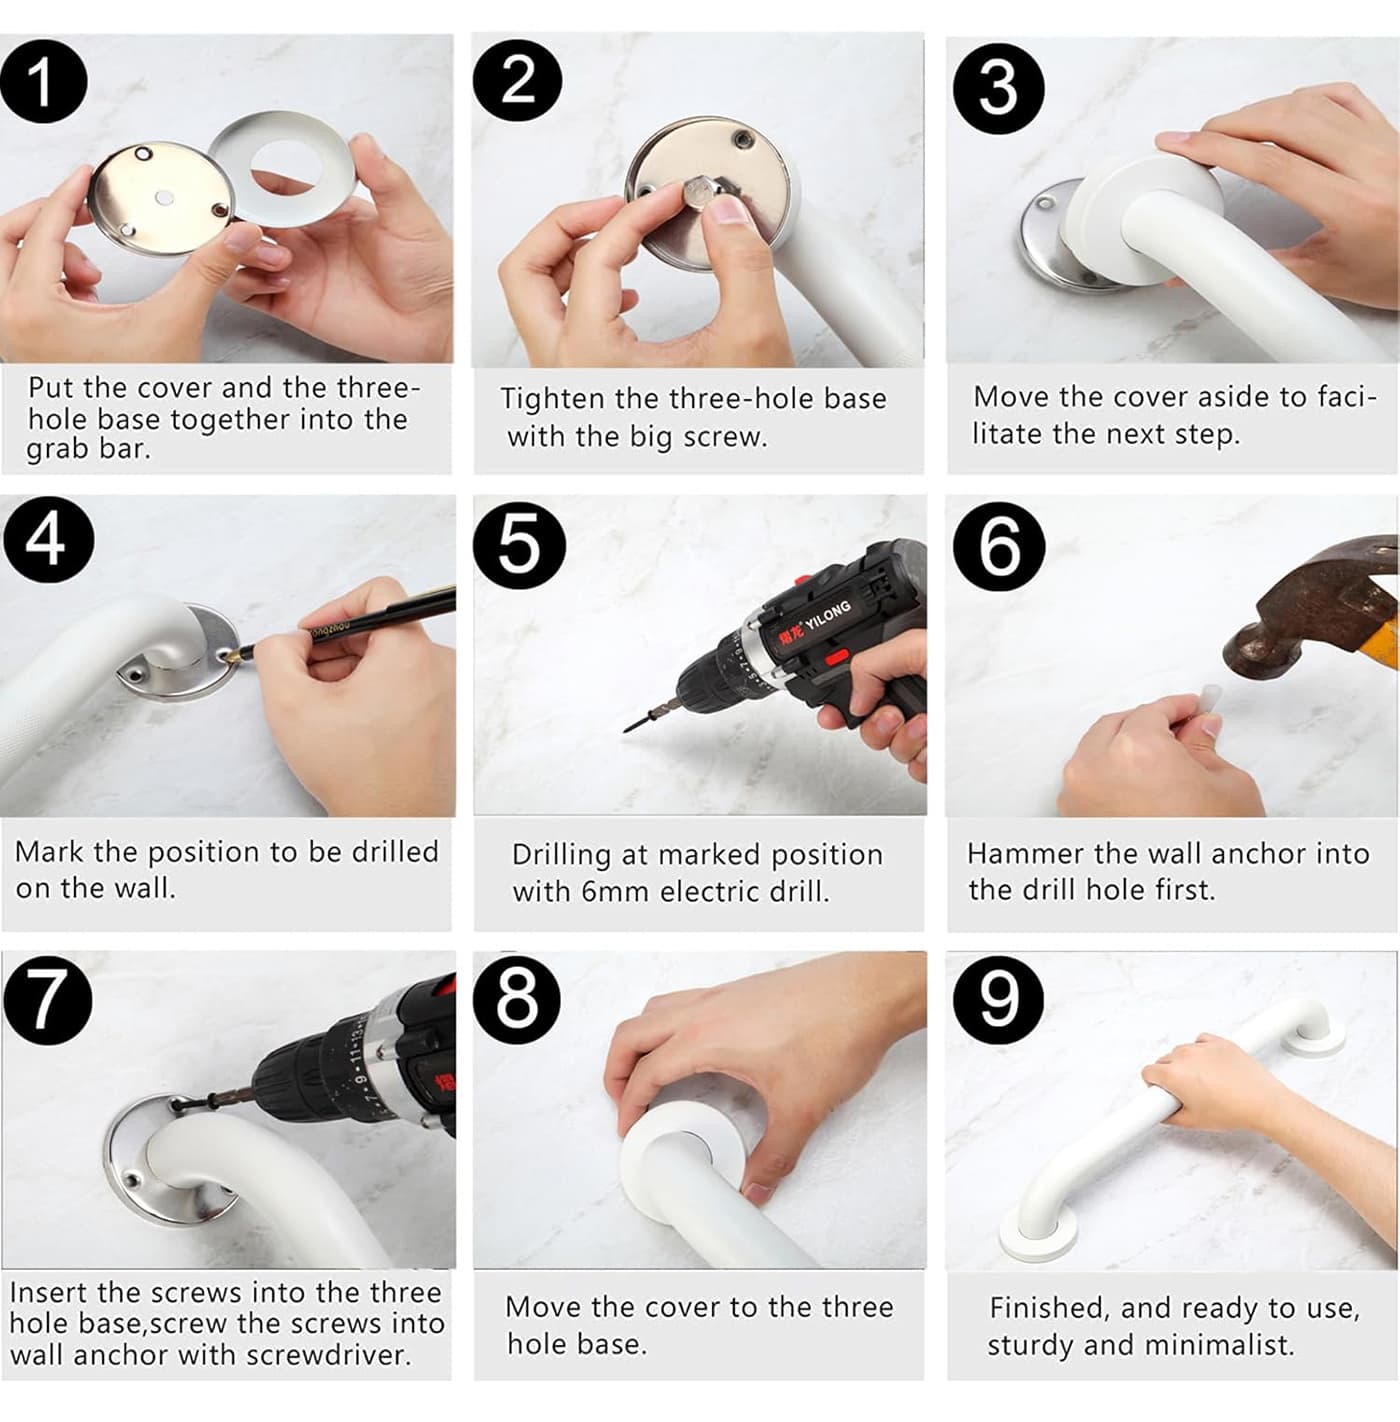 1
Put the cover and the three-
hole base together into the
grab bar.
2
Tighten the three-hole base
with the big screw.
3
Move the cover aside to faci-
litate the next step.
4
Mark the position to be drilled
on the wall.
5
YILONG
Drilling at marked position
with 6mm electric drill.
6
Hammer the wall anchor into
the drill hole first.
7
Insert the screws into the three
hole base,screw the screws into
wall anchor with screwdriver.
8
Move the cover to the three
hole base.
9
Finished, and ready to use,
sturdy and minimalist.